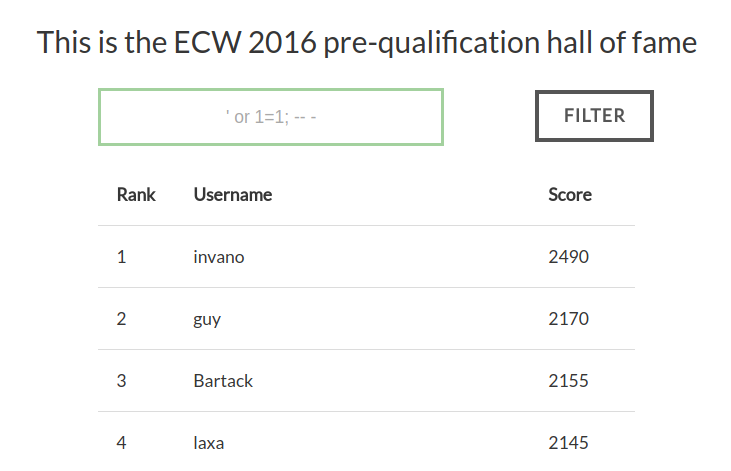 This is the ECW 2016 pre-qualification hall of fame
' or 1=1; -- -
FILTER
Rank Username Score
1 invano 2490
2 guy 2170
3 Bartack 2155
4 laxa 2145